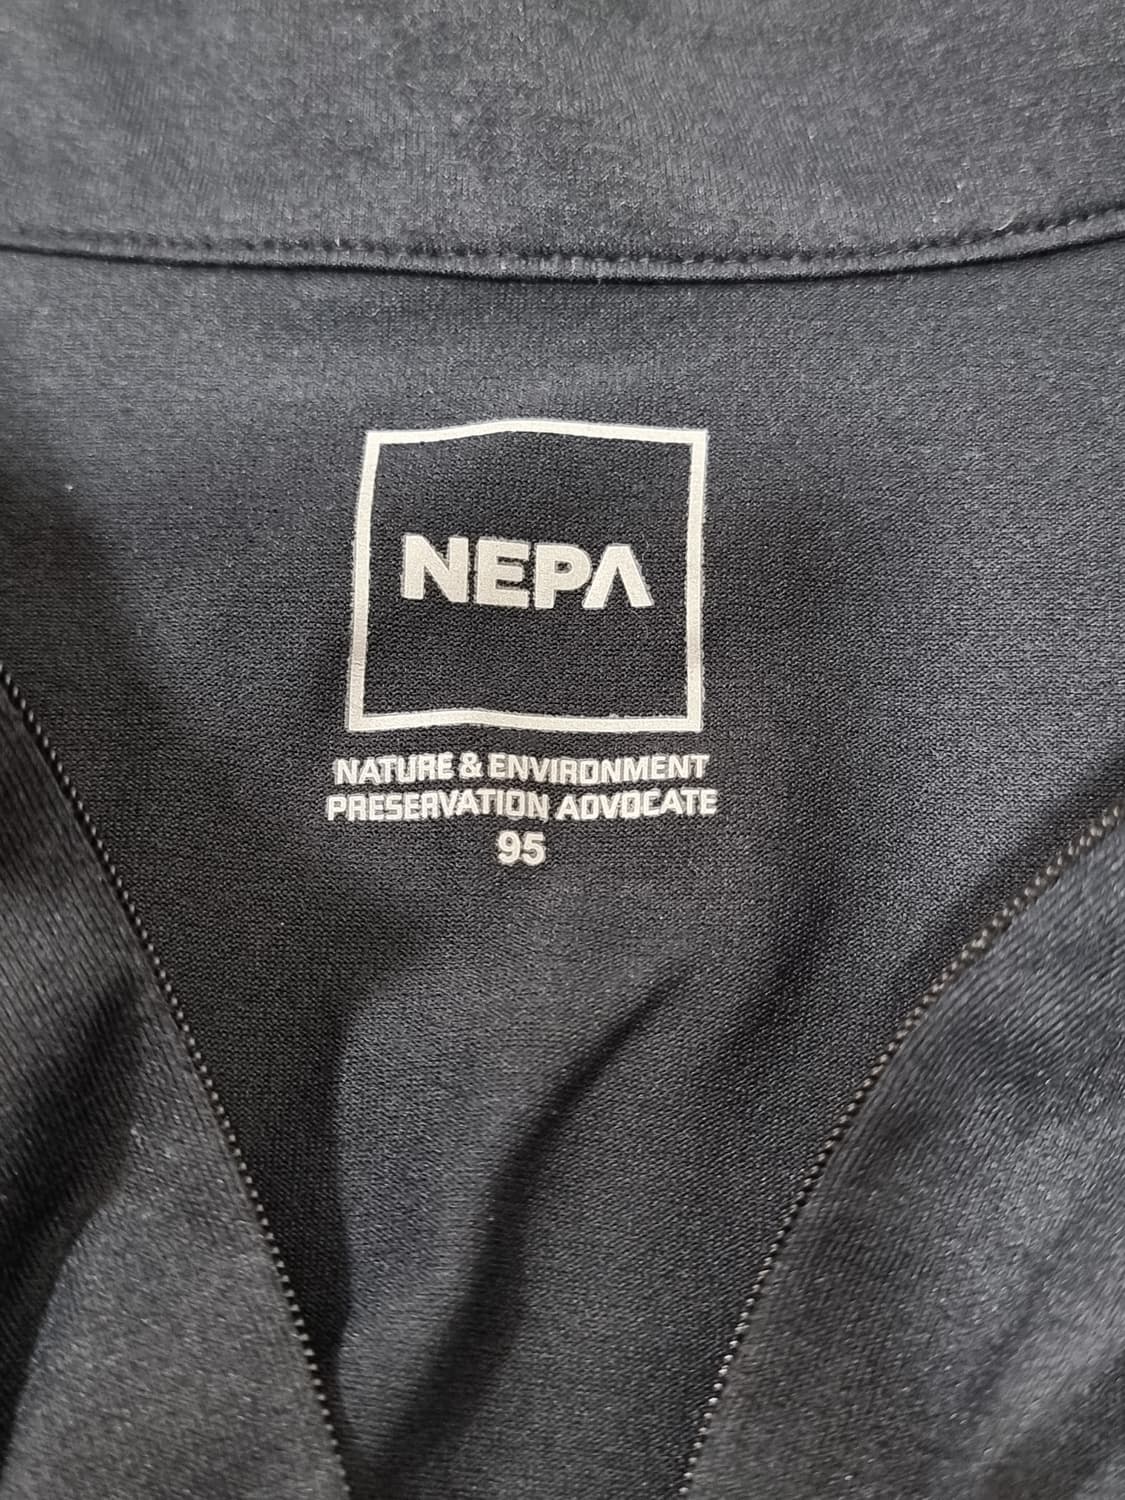 NEPA
NATURE & ENVIRONMENT
PRESERVATION ADVOCATE
95